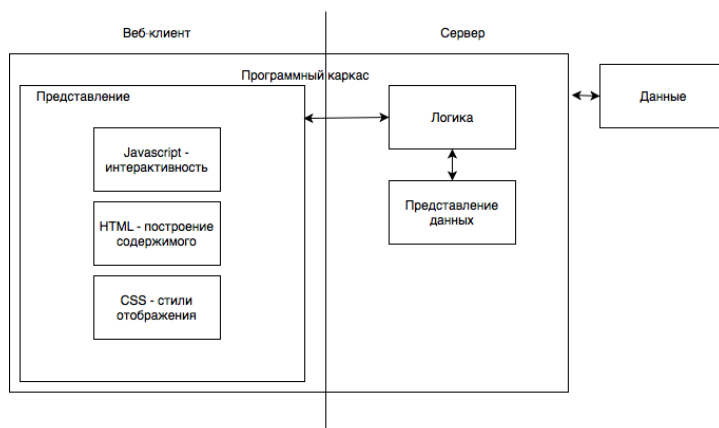 Веб-клиент
Сервер
Программный каркас
Представление
Javascript -
интерактивность
HTML - построение
содержимого
CSS - стили
отображения
Логика
Представление
данных
Данные